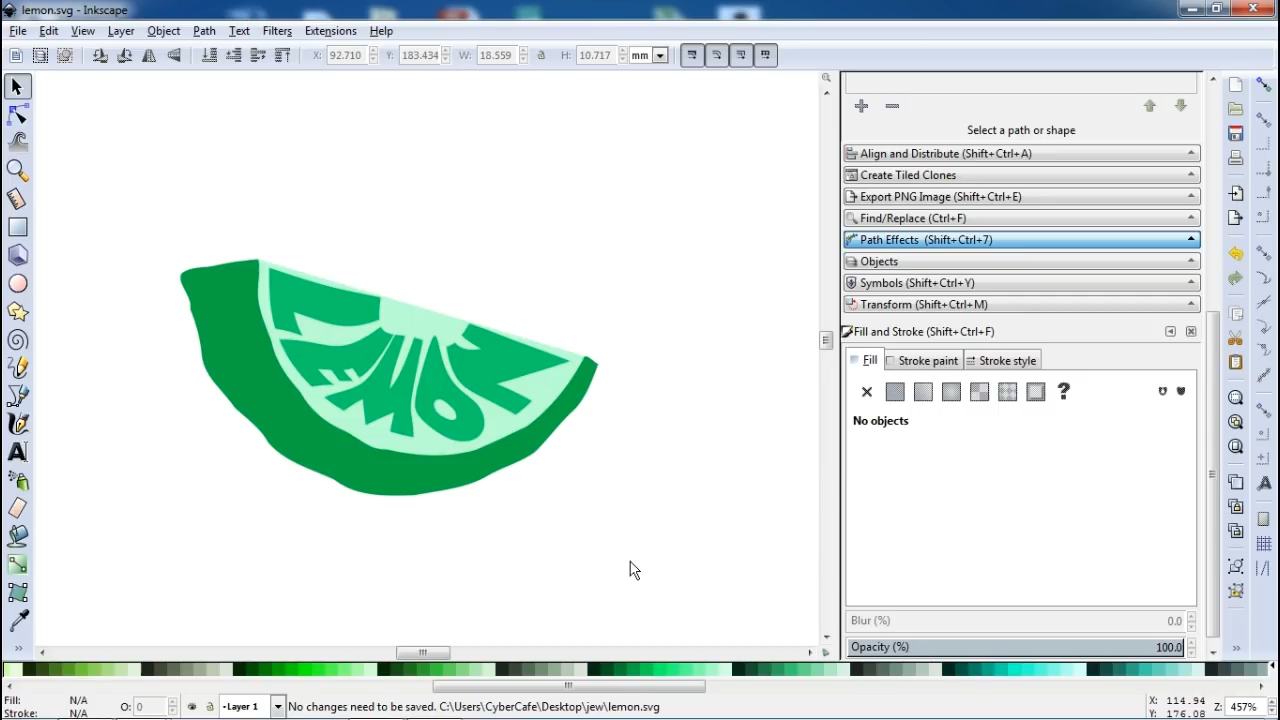 lemon.svg - Inkscape
File Edit View Layer Object Path Text Filters Extensions Help
X: 92.710 Y: 183.434 W: 18.559 H: 10.717 mm
Select a path or shape
Align and Distribute (Shift+Ctrl+A)
Create Tiled Clones
Export PNG Image (Shift+Ctrl+E)
Find/Replace (Ctrl+F)
Path Effects (Shift+Ctrl+7)
Objects
Symbols (Shift+Ctrl+Y)
Transform (Shift+Ctrl+M)
Fill and Stroke (Shift+Ctrl+F)
Fill Stroke paint Stroke style
?
No objects
LEMON
Blur (%) 0.0
Opacity (%) 100.0
Fill: N/A
Stroke: N/A
O: 0
Layer 1
No changes need to be saved. C:\Users\CyberCafe\Desktop\jew\lemon.svg
X: 114.94
Y: 176.08
Z: 457%